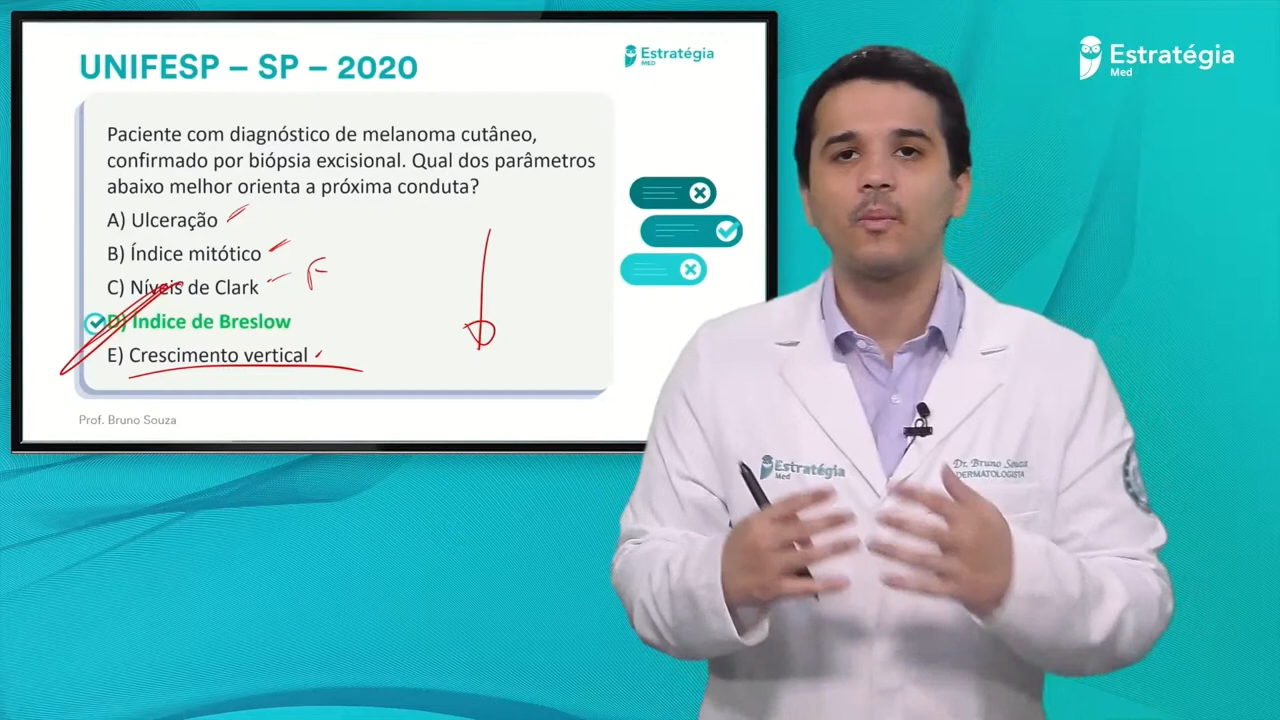 UNIFESP – SP – 2020
Estratégia
MED
Paciente com diagnóstico de melanoma cutâneo,
confirmado por biópsia excisional. Qual dos parâmetros
abaixo melhor orienta a próxima conduta?
A) Ulceração
B) Índice mitótico
C) Níveis de Clark
F
D) Indice de Breslow
E) Crescimento vertical
Prof. Bruno Souza
Estratégia
Med
Estratégia
Med
Dr. Bruno Souza
DERMATOLOGISTA